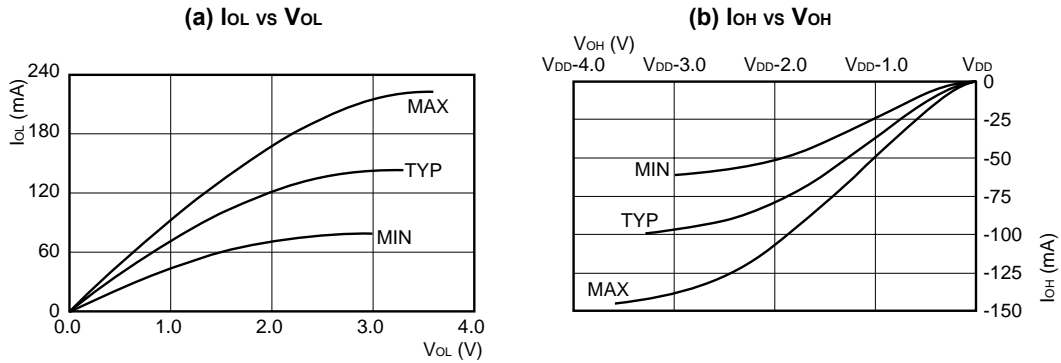 (a) IOL vs VOL
240
180
120
60
0
IOL (mA)
MAX
TYP
MIN
0.0 1.0 2.0 3.0 4.0
VOL (V)
(b) IOH vs VOH
VOH (V)
VDD-4.0 VDD-3.0 VDD-2.0 VDD-1.0 VDD
0
-25
-50
-75
-100
-125
-150
IOH (mA)
MIN
TYP
MAX